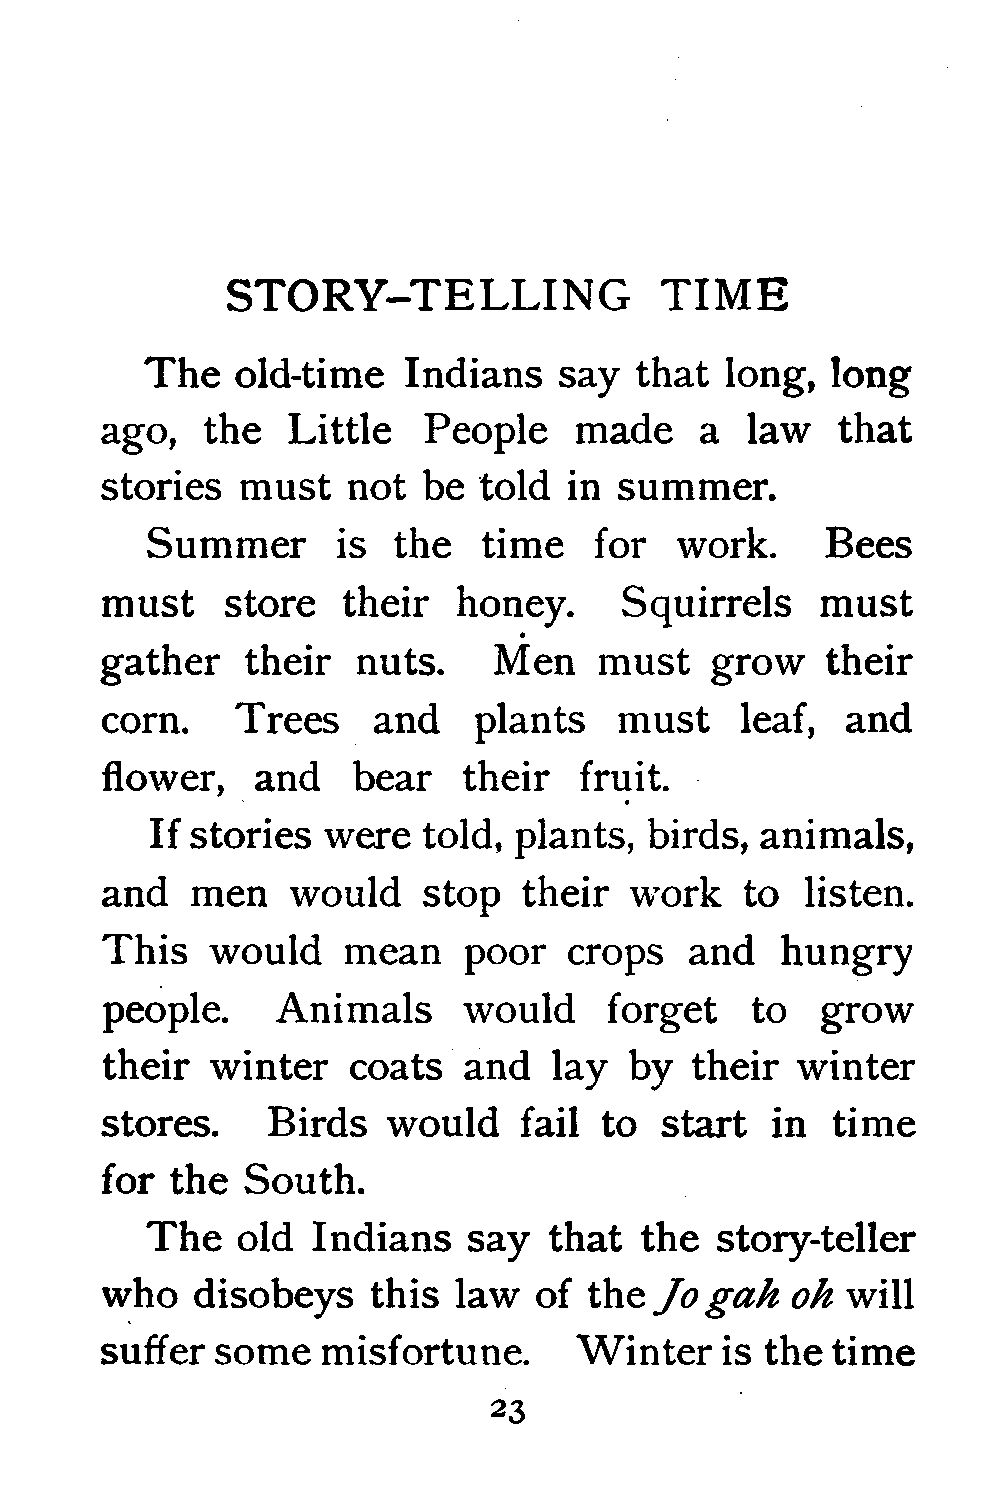 STORY-TELLING TIME
The old-time Indians say that long, long
ago, the Little People made a law that
stories must not be told in summer.
Summer is the time for work. Bees
must store their honey. Squirrels must
gather their nuts. Men must grow their
corn. Trees and plants must leaf, and
flower, and bear their fruit.
If stories were told, plants, birds, animals,
and men would stop their work to listen.
This would mean poor crops and hungry
people. Animals would forget to grow
their winter coats and lay by their winter
stores. Birds would fail to start in time
for the South.
The old Indians say that the story-teller
who disobeys this law of the Jo gah oh will
suffer some misfortune. Winter is the time
23